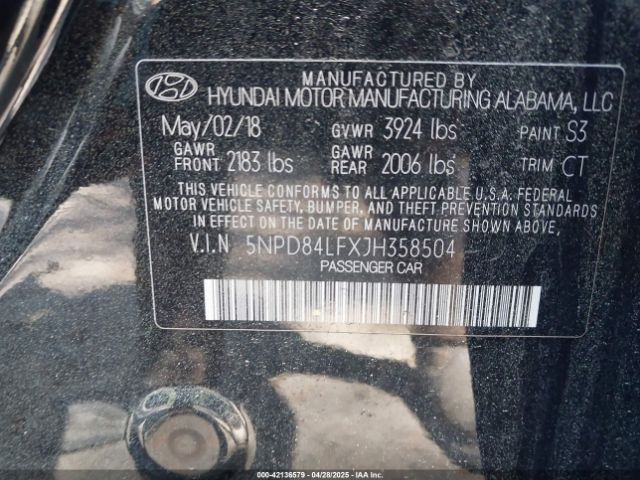 MANUFACTURED BY
HYUNDAI MOTOR MANUFACTURING ALABAMA, LLC
May/02/18 GVWR 3924 lbs PAINT S3
GAWR FRONT 2183 lbs GAWR REAR 2006 lbs TRIM CT
THIS VEHICLE CONFORMS TO ALL APPLICABLE U.S.A. FEDERAL
MOTOR VEHICLE SAFETY, BUMPER, AND THEFT PREVENTION STANDARDS
IN EFFECT ON THE DATE OF MANUFACTURE SHOWN ABOVE.
V.I.N 5NPD84LFXJH358504
PASSENGER CAR
000-42136579 - 04/28/2025 - IAA Inc.